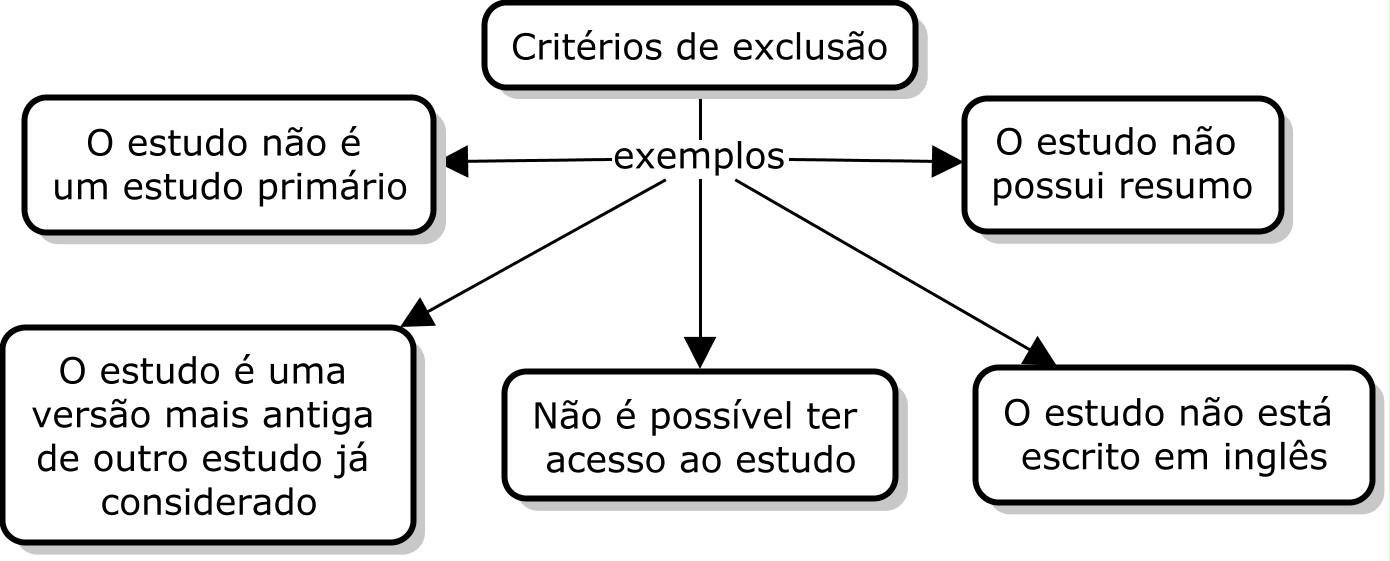 Critérios de exclusão
exemplos
O estudo não é
um estudo primário
O estudo não
possui resumo
O estudo é uma
versão mais antiga
de outro estudo já
considerado
Não é possível ter
acesso ao estudo
O estudo não está
escrito em inglês